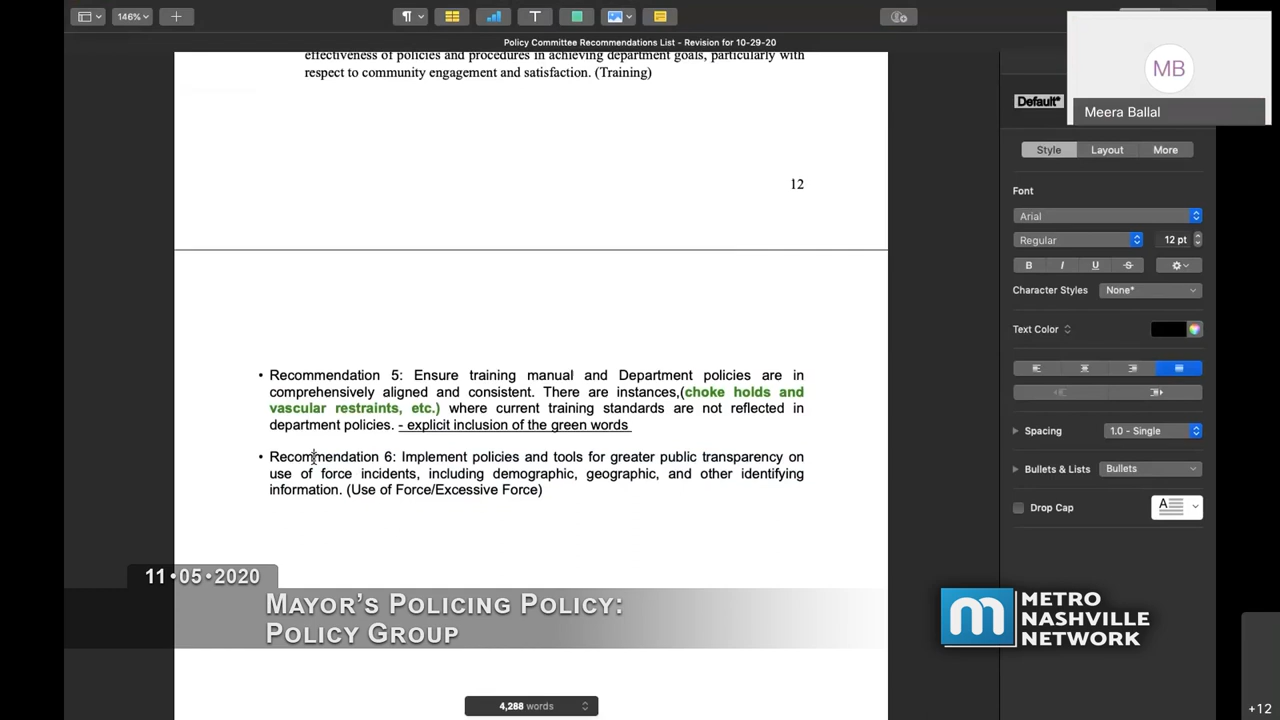 146%
Policy Committee Recommendations List - Revision for 10-29-20
MB
Meera Ballal
effectiveness of policies and procedures in achieving department goals, particularly with
respect to community engagement and satisfaction. (Training)
12
• Recommendation 5: Ensure training manual and Department policies are in
comprehensively aligned and consistent. There are instances,(choke holds and
vascular restraints, etc.) where current training standards are not reflected in
department policies. - explicit inclusion of the green words
• Recommendation 6: Implement policies and tools for greater public transparency on
use of force incidents, including demographic, geographic, and other identifying
information. (Use of Force/Excessive Force)
Default*
Style Layout More
Font
Arial
Regular 12 pt
B I U S
Character Styles None*
Text Color
Spacing 1.0 - Single
Bullets & Lists Bullets
Drop Cap A
11•05•2020
MAYOR'S POLICING POLICY:
POLICY GROUP
m METRO
NASHVILLE
NETWORK
4,288 words
+12